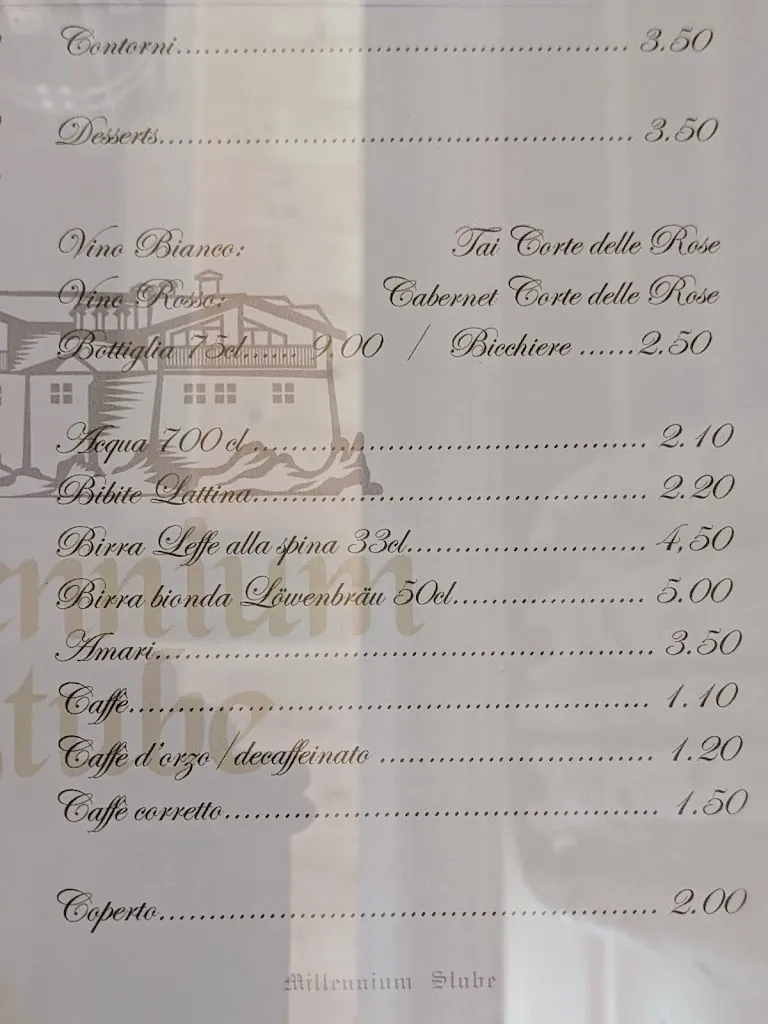 Contorni.................................................. 3.50
Desserts.................................................. 3.50
Vino Bianco: Tai Corte delle Rose
Vino Rosso: Cabernet Corte delle Rose
Bottiglia 75cl...... 9.00 / Bicchiere ......2.50
Acqua 700 cl.......................................... 2.10
Bibite Lattina.......................................... 2.20
Birra Leffe alla spina 33cl......................... 4,50
Birra bionda Löwenbräu 50cl.................... 5.00
Amari.................................................... 3.50
Caffè....................................................... 1.10
Caffè d'orzo / decaffeinato ............................ 1.20
Caffè corretto............................................. 1.50
Coperto.................................................... 2.00
Millennium Stube